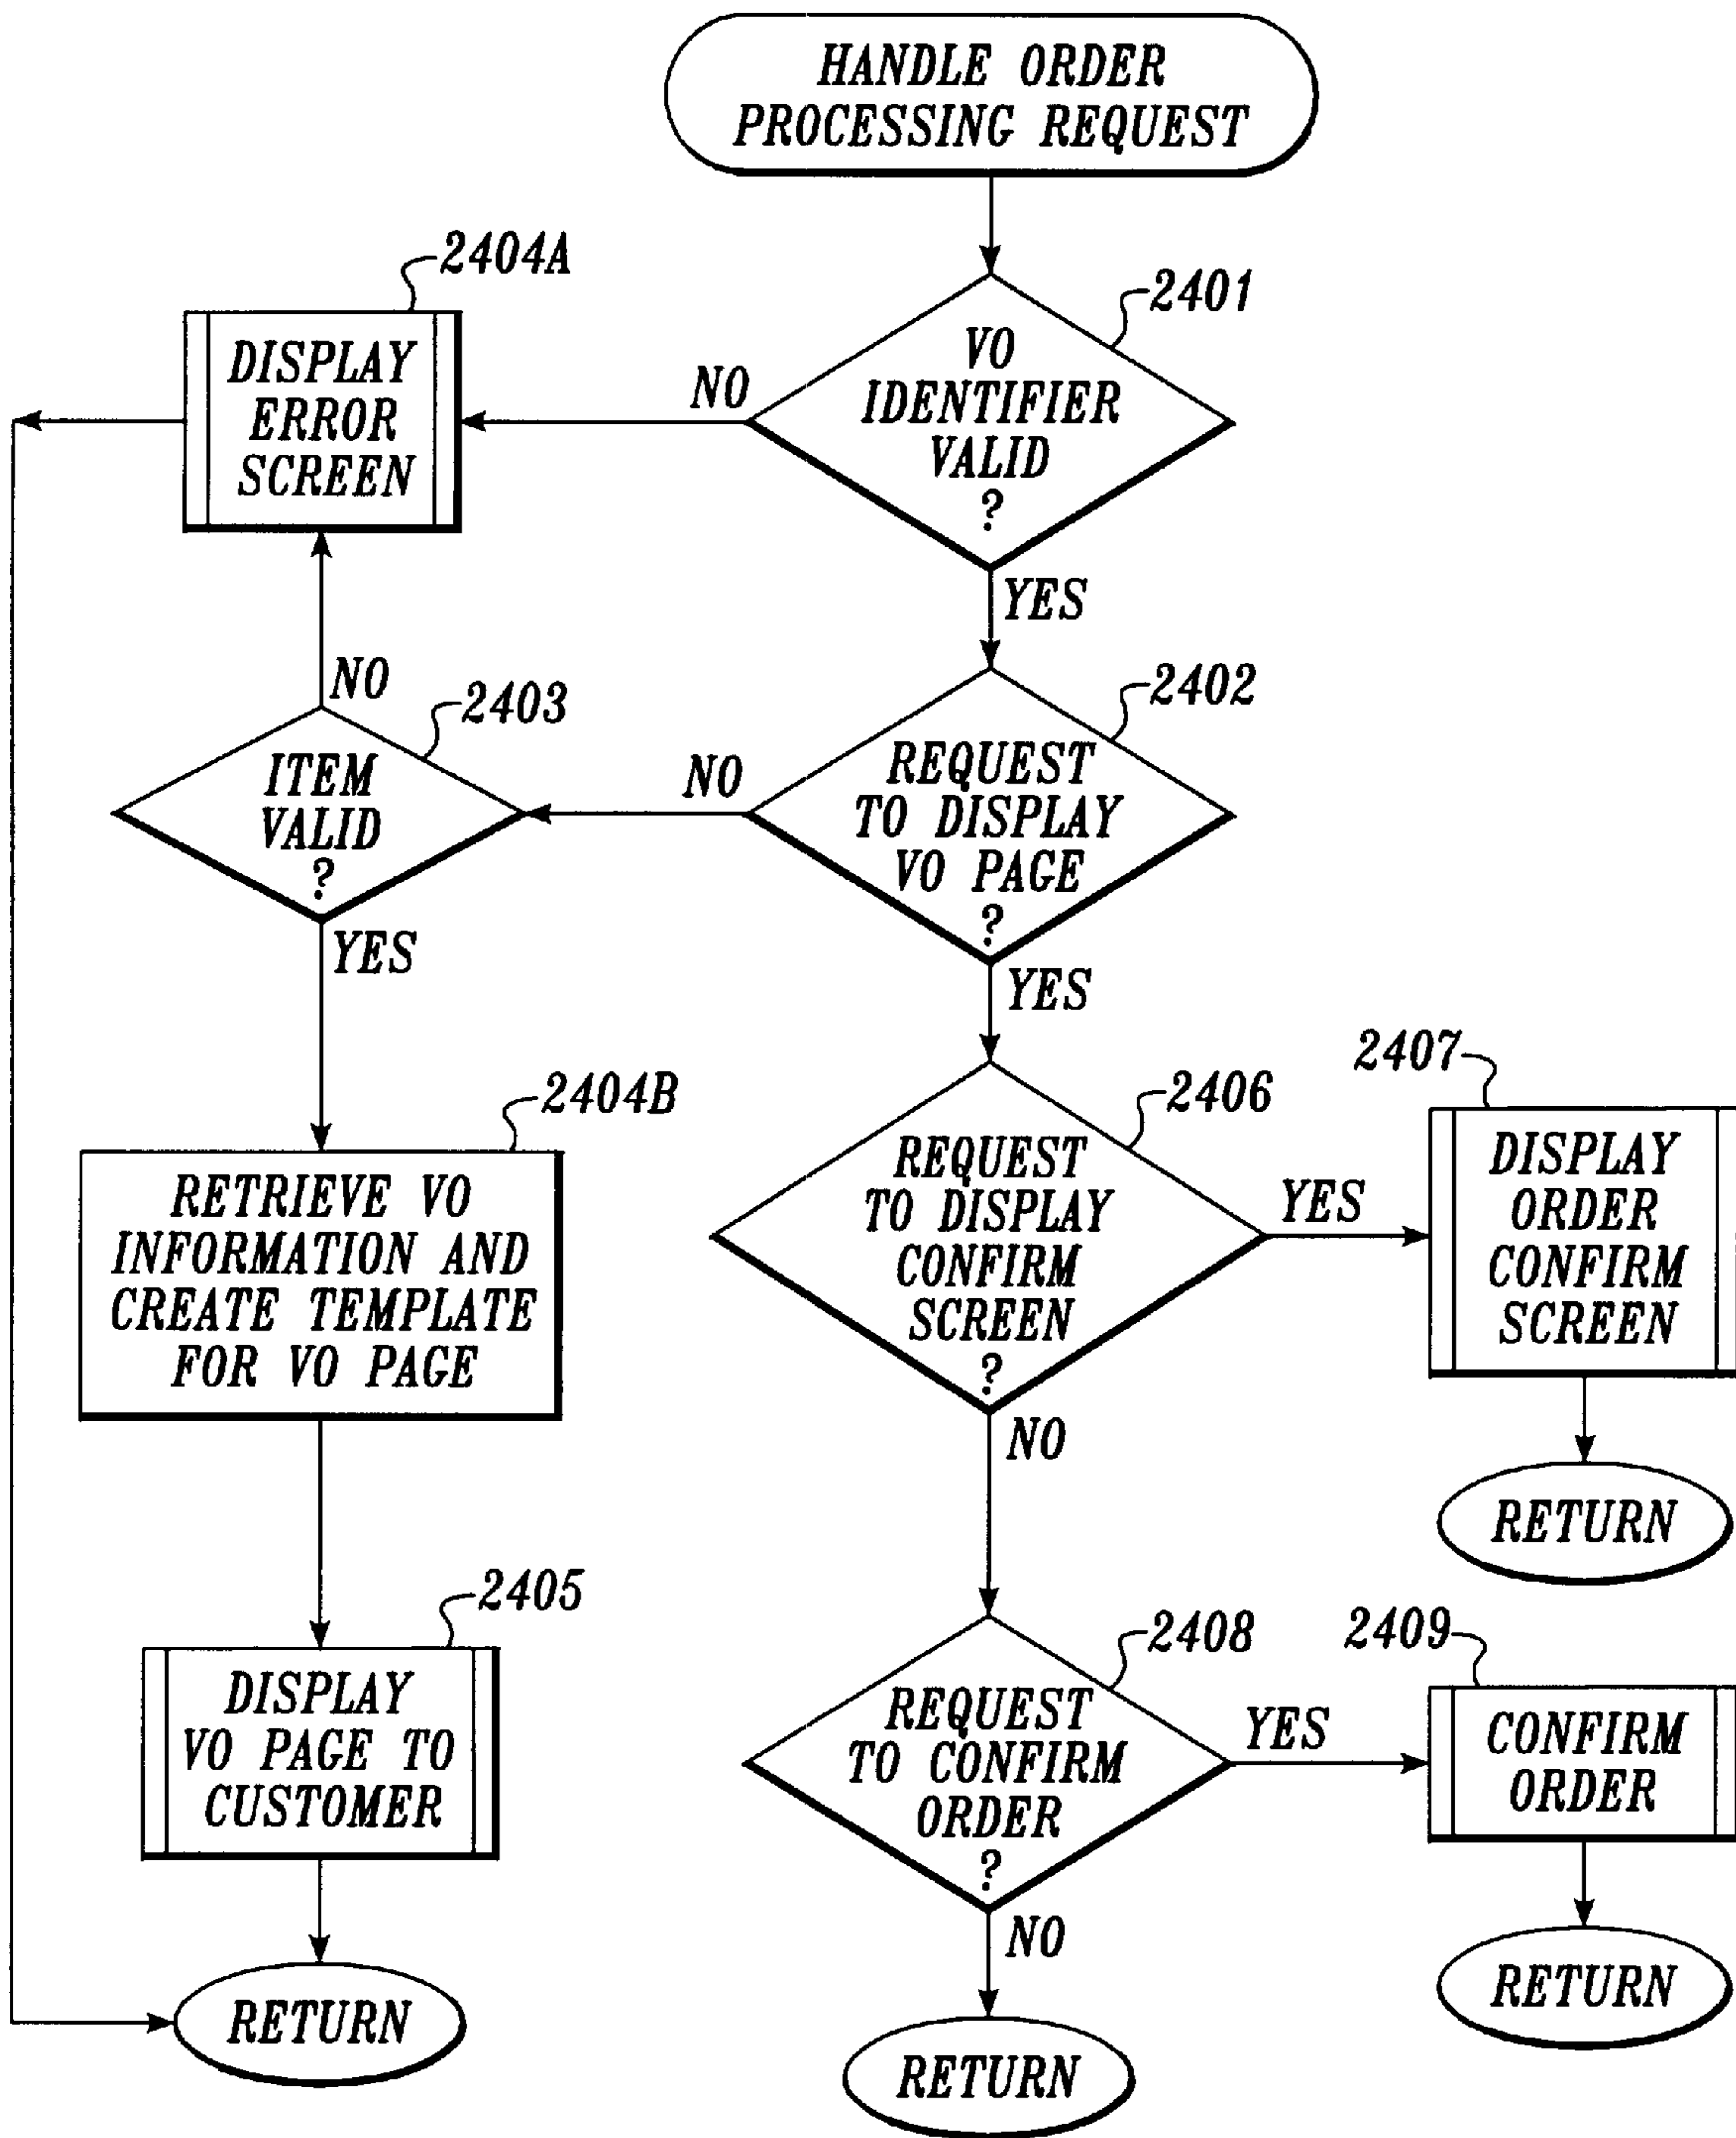 HANDLE ORDER
PROCESSING REQUEST
2404A
2401
DISPLAY
ERROR
SCREEN
NO
VO
IDENTIFIER
VALID
?
YES
NO
2403
2402
ITEM
VALID
?
NO
REQUEST
TO DISPLAY
VO PAGE
?
YES
YES
2404B
2406
2407
RETRIEVE VO
INFORMATION AND
CREATE TEMPLATE
FOR VO PAGE
REQUEST
TO DISPLAY
CONFIRM
SCREEN
?
YES
DISPLAY
ORDER
CONFIRM
SCREEN
NO
RETURN
2405
2408
2409
DISPLAY
VO PAGE TO
CUSTOMER
REQUEST
TO CONFIRM
ORDER
?
YES
CONFIRM
ORDER
NO
RETURN
RETURN
RETURN